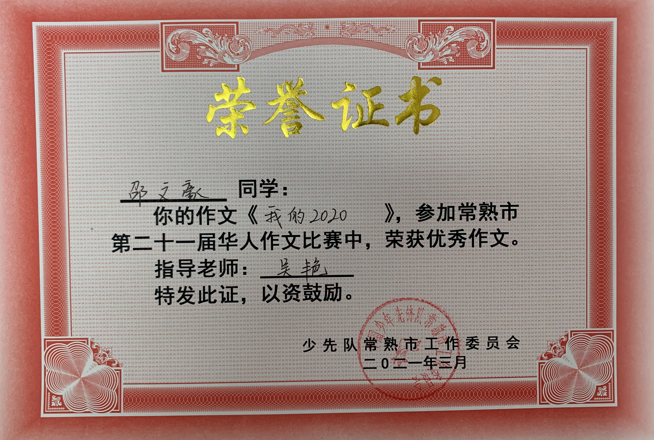 荣誉证书
邵文歆 同学：
你的作文《我的2020》，参加常熟市
第二十一届华人作文比赛中，荣获优秀作文。
指导老师：吴艳
特发此证，以资鼓励。
少先队常熟市工作委员会
二〇二一年三月